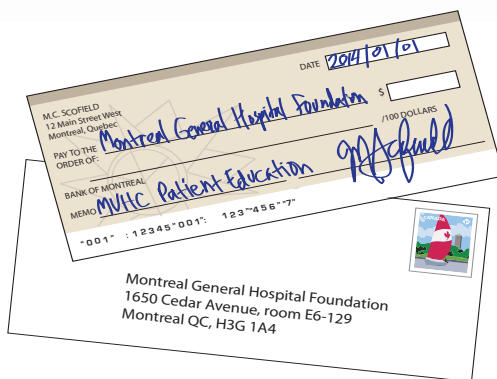 DATE 2014/01/01
M.C. SCOFIELD
12 Main Street West
Montreal, Quebec
PAY TO THE
ORDER OF: Montreal General Hospital Foundation $
/100 DOLLARS
BANK OF MONTREAL
MEMO MUHC Patient Education MScofield
"001" :12345"001": 123"456"7"
CANADA P
Montreal General Hospital Foundation
1650 Cedar Avenue, room E6-129
Montreal QC, H3G 1A4